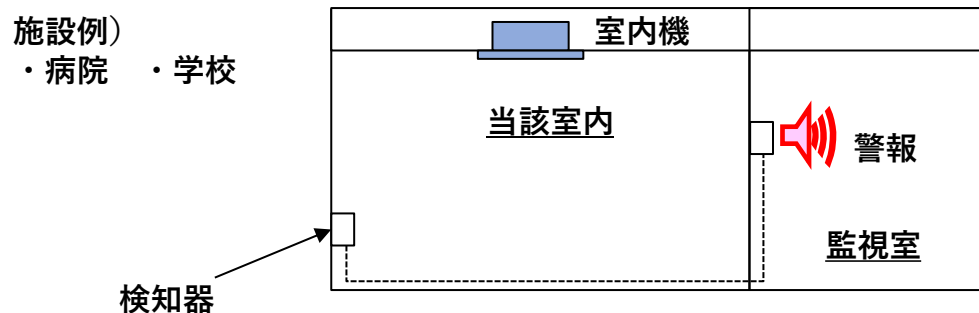 施設例）
・病院　・学校
室内機
当該室内
警報
監視室
検知器